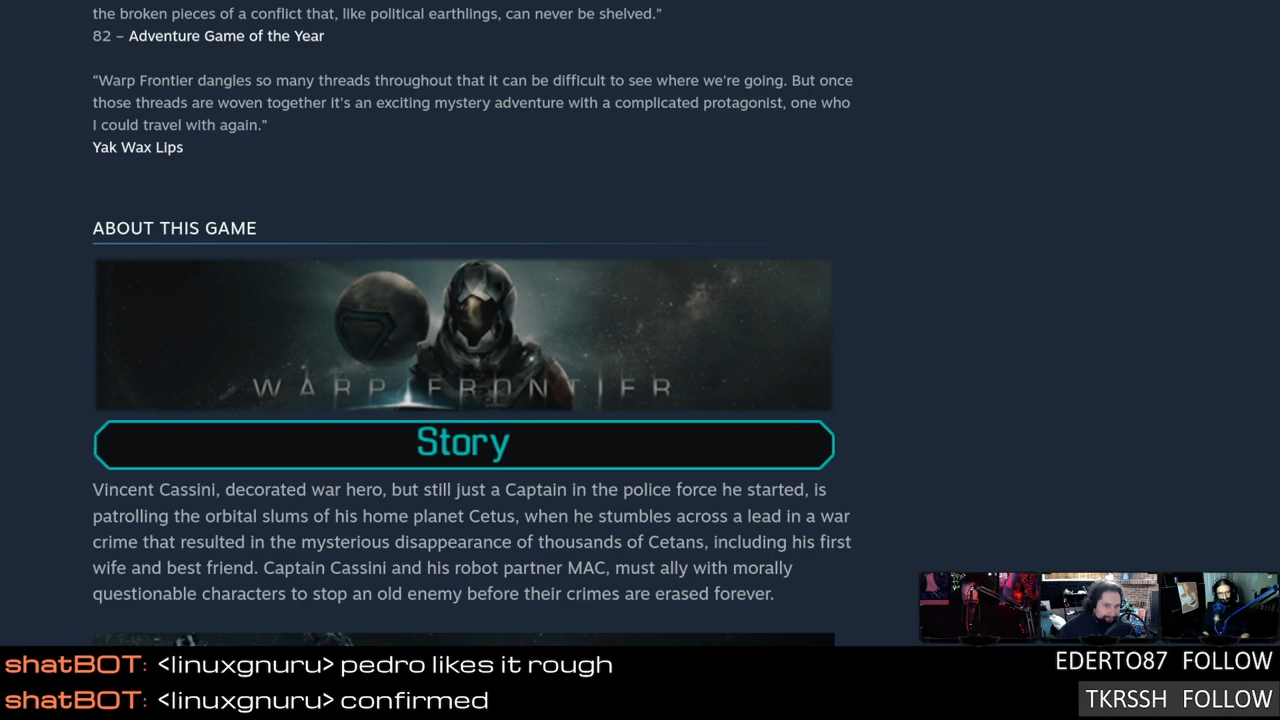 the broken pieces of a conflict that, like political earthlings, can never be shelved.”
82 – Adventure Game of the Year
“Warp Frontier dangles so many threads throughout that it can be difficult to see where we're going. But once
those threads are woven together it's an exciting mystery adventure with a complicated protagonist, one who
I could travel with again.”
Yak Wax Lips
ABOUT THIS GAME
WARP FRONTIER
Story
Vincent Cassini, decorated war hero, but still just a Captain in the police force he started, is
patrolling the orbital slums of his home planet Cetus, when he stumbles across a lead in a war
crime that resulted in the mysterious disappearance of thousands of Cetans, including his first
wife and best friend. Captain Cassini and his robot partner MAC, must ally with morally
questionable characters to stop an old enemy before their crimes are erased forever.
shatBOT: <linuxgnuru> pedro likes it rough
shatBOT: <linuxgnuru> confirmed
EDERTO87 FOLLOW
TKRSSH FOLLOW